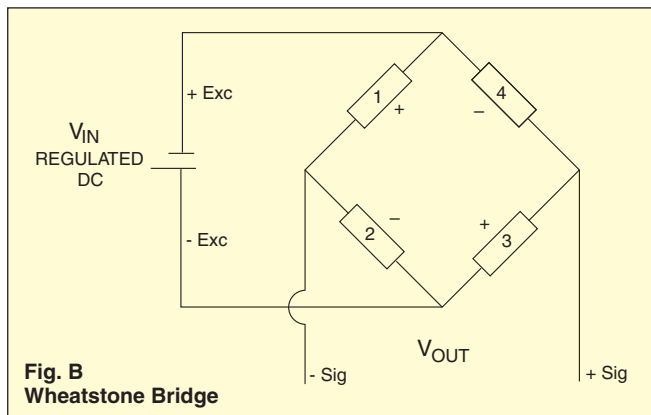 + Exc
1
+
4
–
V_IN
REGULATED
DC
- Exc
2
–
+
3
V_OUT
- Sig
+ Sig
Fig. B
Wheatstone Bridge